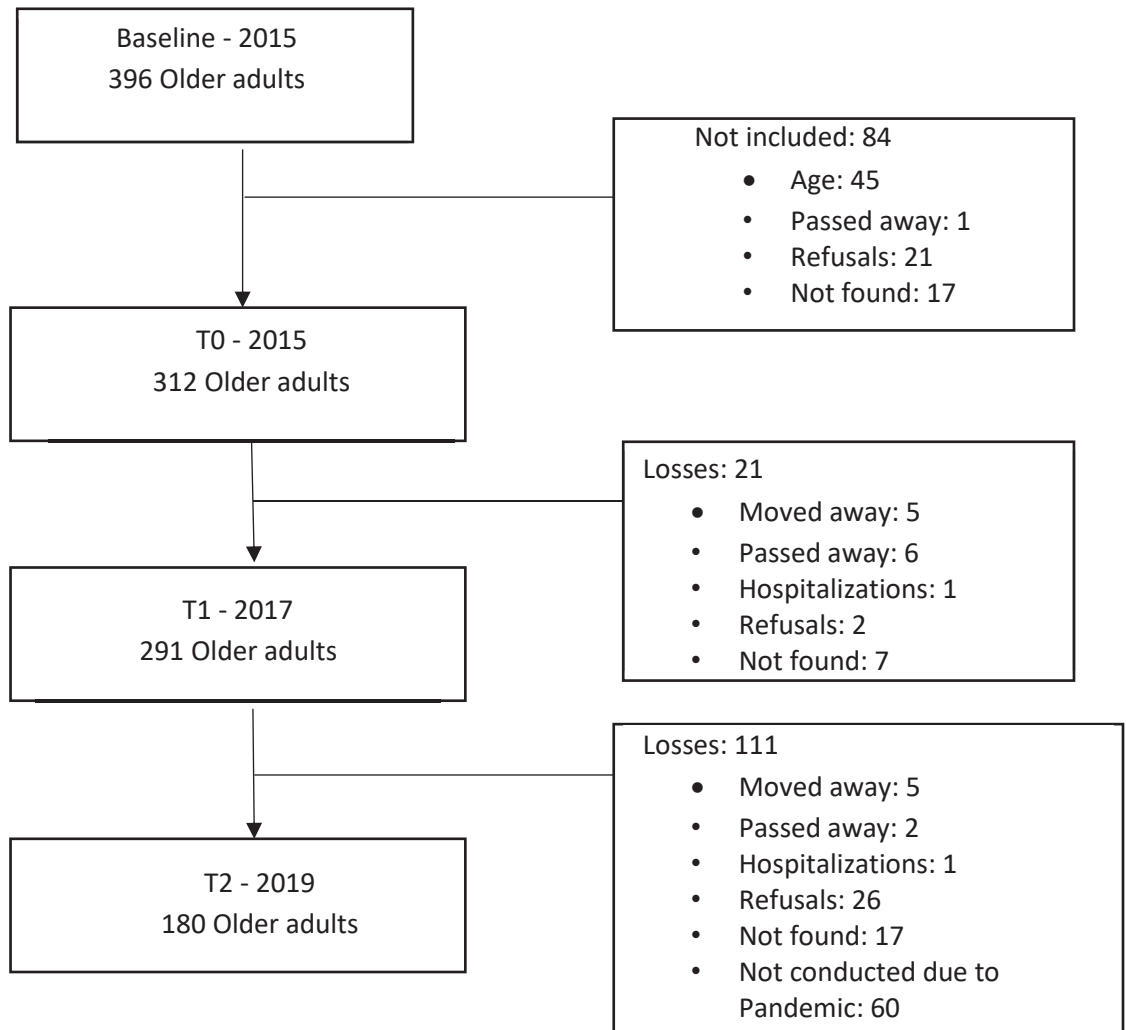 Baseline - 2015
396 Older adults
Not included: 84
• Age: 45
• Passed away: 1
• Refusals: 21
• Not found: 17
T0 - 2015
312 Older adults
Losses: 21
• Moved away: 5
• Passed away: 6
• Hospitalizations: 1
• Refusals: 2
• Not found: 7
T1 - 2017
291 Older adults
Losses: 111
• Moved away: 5
• Passed away: 2
• Hospitalizations: 1
• Refusals: 26
• Not found: 17
• Not conducted due to
Pandemic: 60
T2 - 2019
180 Older adults